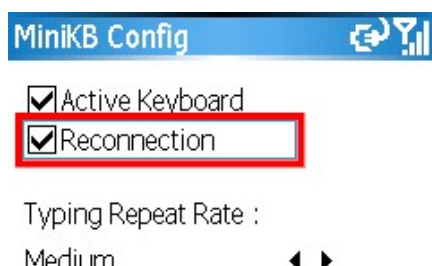 MiniKB Config
Active Keyboard
Reconnection
Typing Repeat Rate :
Medium